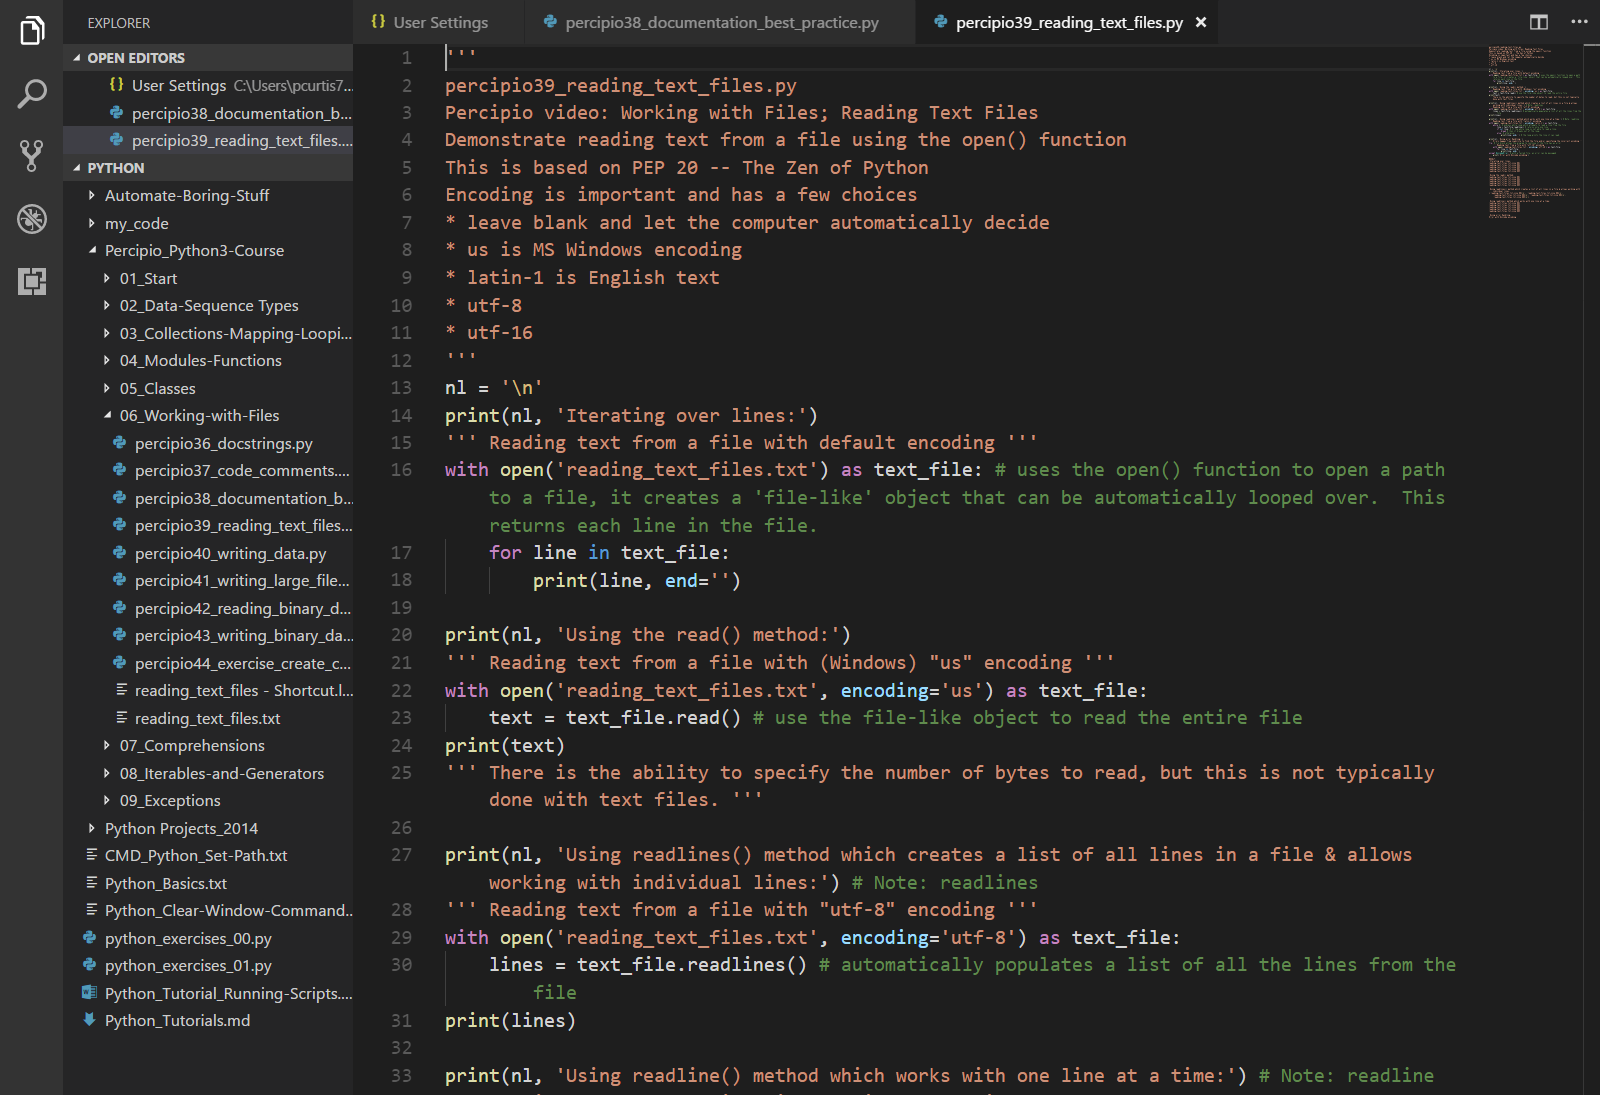 EXPLORER
OPEN EDITORS
{} User Settings C:\Users\pcurtis7...
percipio38_documentation_b...
percipio39_reading_text_files....
PYTHON
Automate-Boring-Stuff
my_code
Percipio_Python3-Course
01_Start
02_Data-Sequence Types
03_Collections-Mapping-Loopi...
04_Modules-Functions
05_Classes
06_Working-with-Files
percipio36_docstrings.py
percipio37_code_comments....
percipio38_documentation_b...
percipio39_reading_text_files...
percipio40_writing_data.py
percipio41_writing_large_file...
percipio42_reading_binary_d...
percipio43_writing_binary_da...
percipio44_exercise_create_c...
reading_text_files - Shortcut.l...
reading_text_files.txt
07_Comprehensions
08_Iterables-and-Generators
09_Exceptions
Python Projects_2014
CMD_Python_Set-Path.txt
Python_Basics.txt
Python_Clear-Window-Command...
python_exercises_00.py
python_exercises_01.py
Python_Tutorial_Running-Scripts....
Python_Tutorials.md
{} User Settings percipio38_documentation_best_practice.py percipio39_reading_text_files.py ×
1 '''
2 percipio39_reading_text_files.py
3 Percipio video: Working with Files; Reading Text Files
4 Demonstrate reading text from a file using the open() function
5 This is based on PEP 20 -- The Zen of Python
6 Encoding is important and has a few choices
7 * leave blank and let the computer automatically decide
8 * us is MS Windows encoding
9 * latin-1 is English text
10 * utf-8
11 * utf-16
12 '''
13 nl = '\n'
14 print(nl, 'Iterating over lines:')
15 ''' Reading text from a file with default encoding '''
16 with open('reading_text_files.txt') as text_file: # uses the open() function to open a path
to a file, it creates a 'file-like' object that can be automatically looped over.  This
returns each line in the file.
17 for line in text_file:
18 print(line, end='')
19
20 print(nl, 'Using the read() method:')
21 ''' Reading text from a file with (Windows) "us" encoding '''
22 with open('reading_text_files.txt', encoding='us') as text_file:
23 text = text_file.read() # use the file-like object to read the entire file
24 print(text)
25 ''' There is the ability to specify the number of bytes to read, but this is not typically
done with text files. '''
26
27 print(nl, 'Using readlines() method which creates a list of all lines in a file & allows
working with individual lines:') # Note: readlines
28 ''' Reading text from a file with "utf-8" encoding '''
29 with open('reading_text_files.txt', encoding='utf-8') as text_file:
30 lines = text_file.readlines() # automatically populates a list of all the lines from the
file
31 print(lines)
32
33 print(nl, 'Using readline() method which works with one line at a time:') # Note: readline